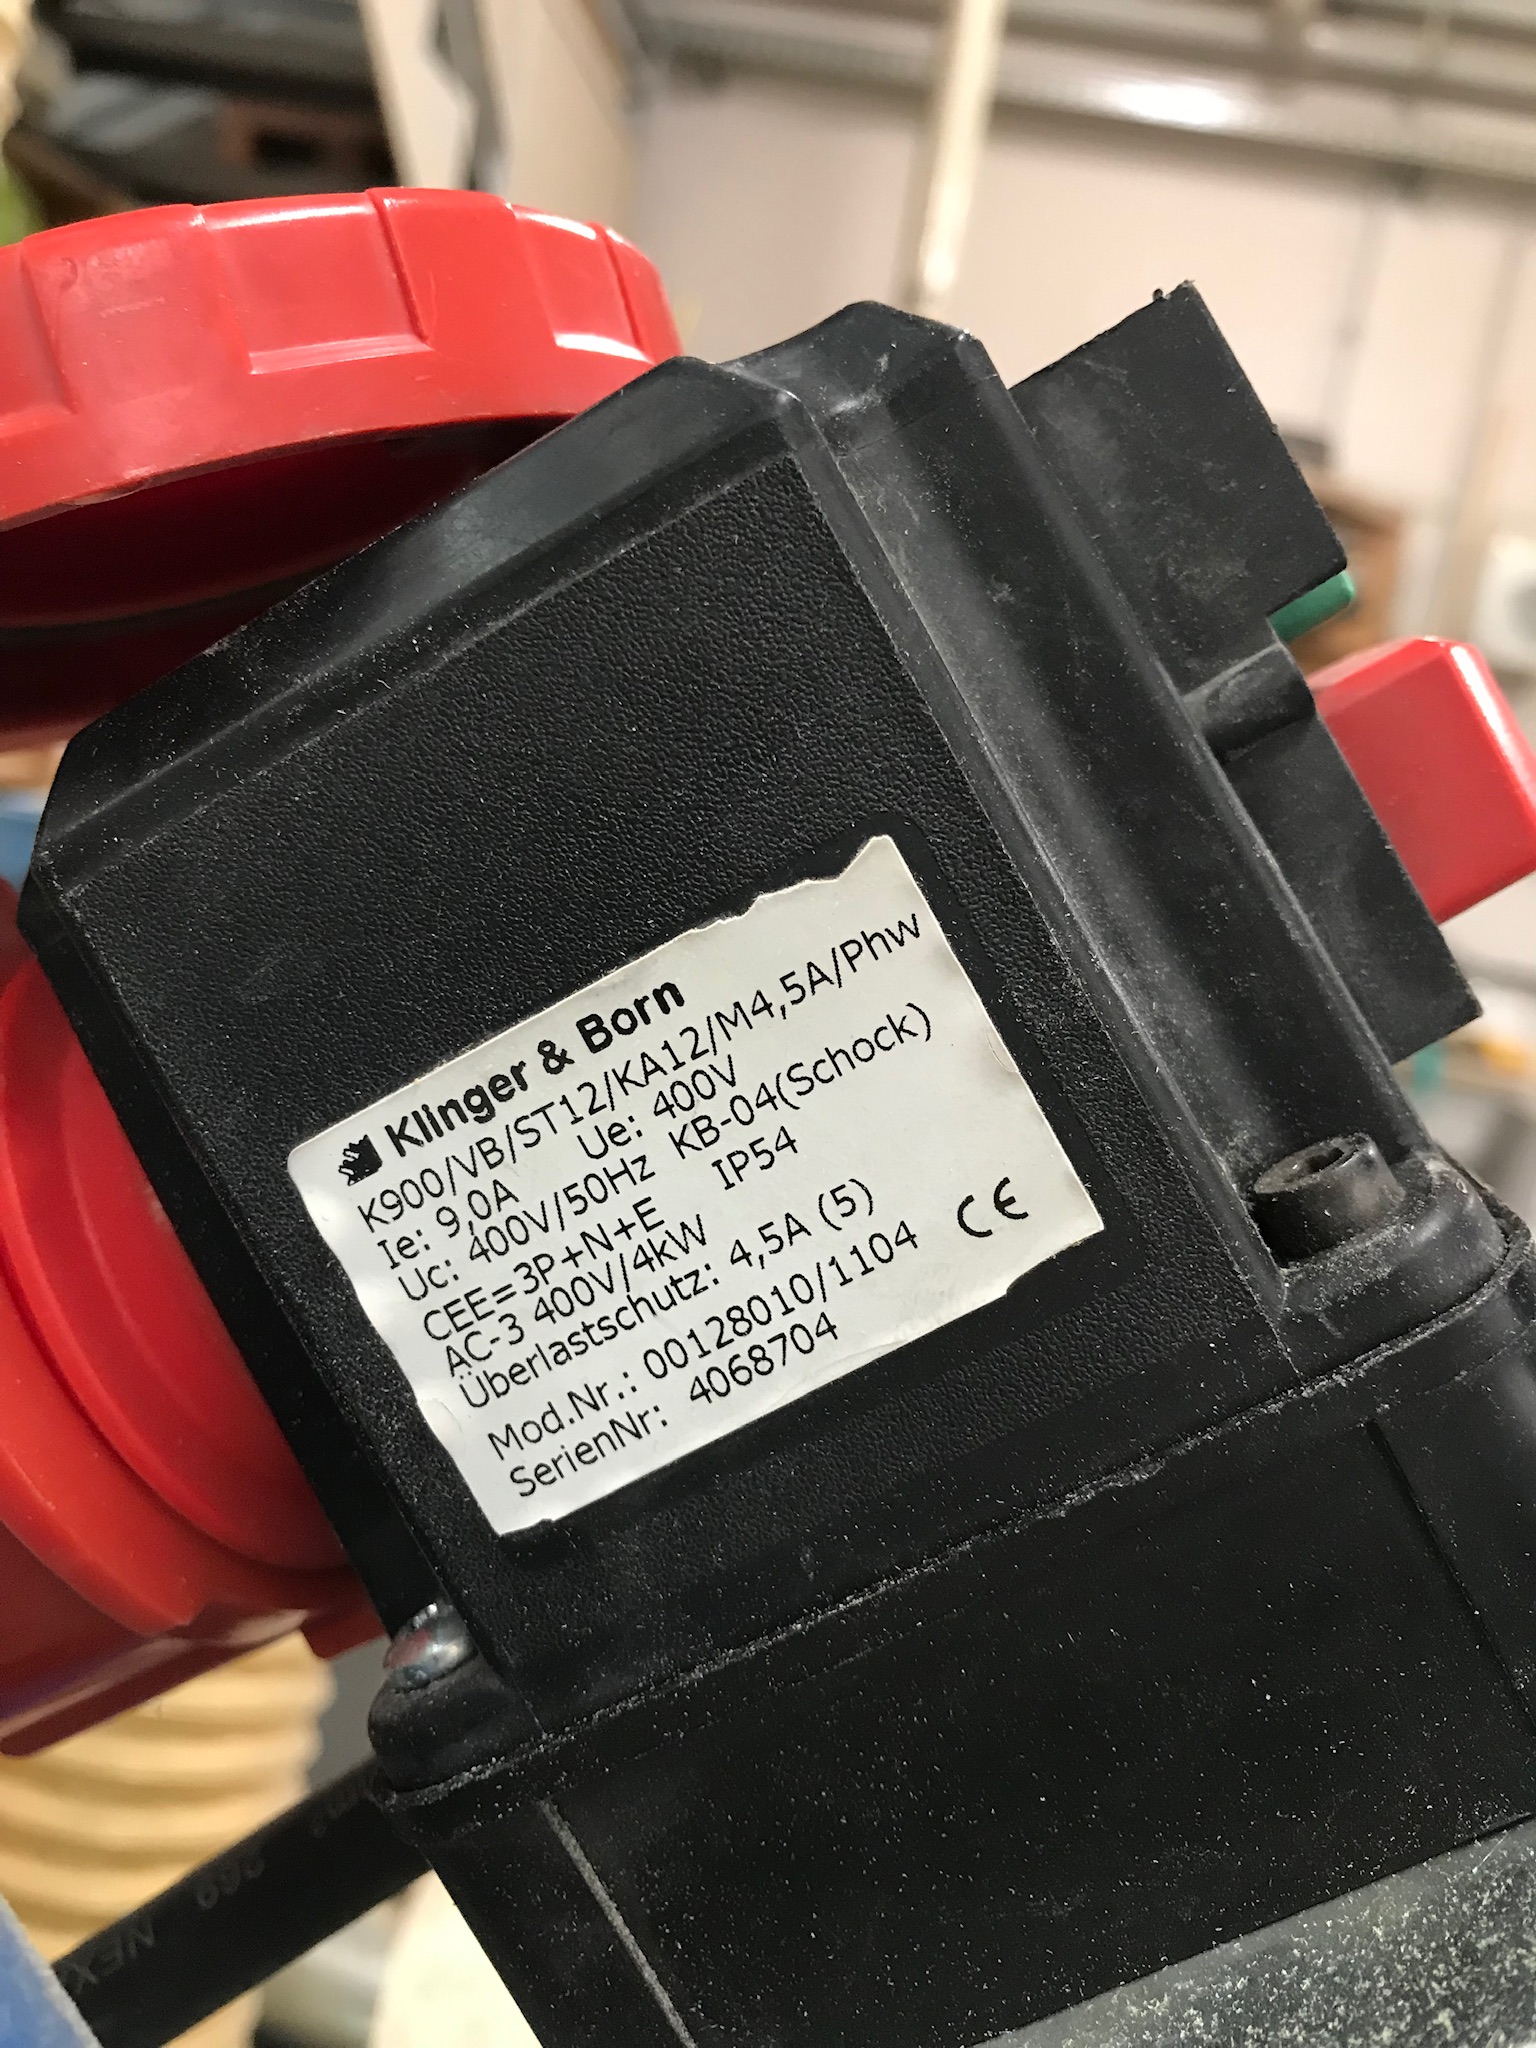 Klinger & Born
K900/VB/ST12/KA12/M4,5A/Phw
Ie: 9,0A Ue: 400V
Uc: 400V/50Hz KB-04(Schock)
CEE=3P+N+E IP54
AC-3 400V/4kW
Überlastschutz: 4,5A (5)
Mod.Nr.: 00128010/1104 CE
SerienNr: 4068704